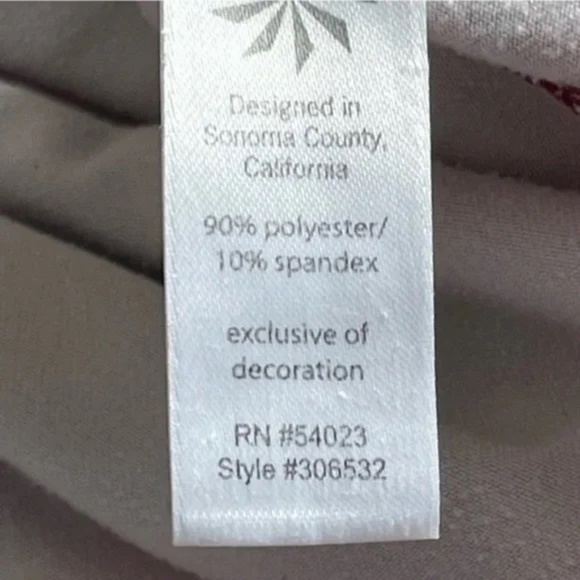 Designed in
Sonoma County,
California
90% polyester/
10% spandex
exclusive of
decoration
RN #54023
Style #306532